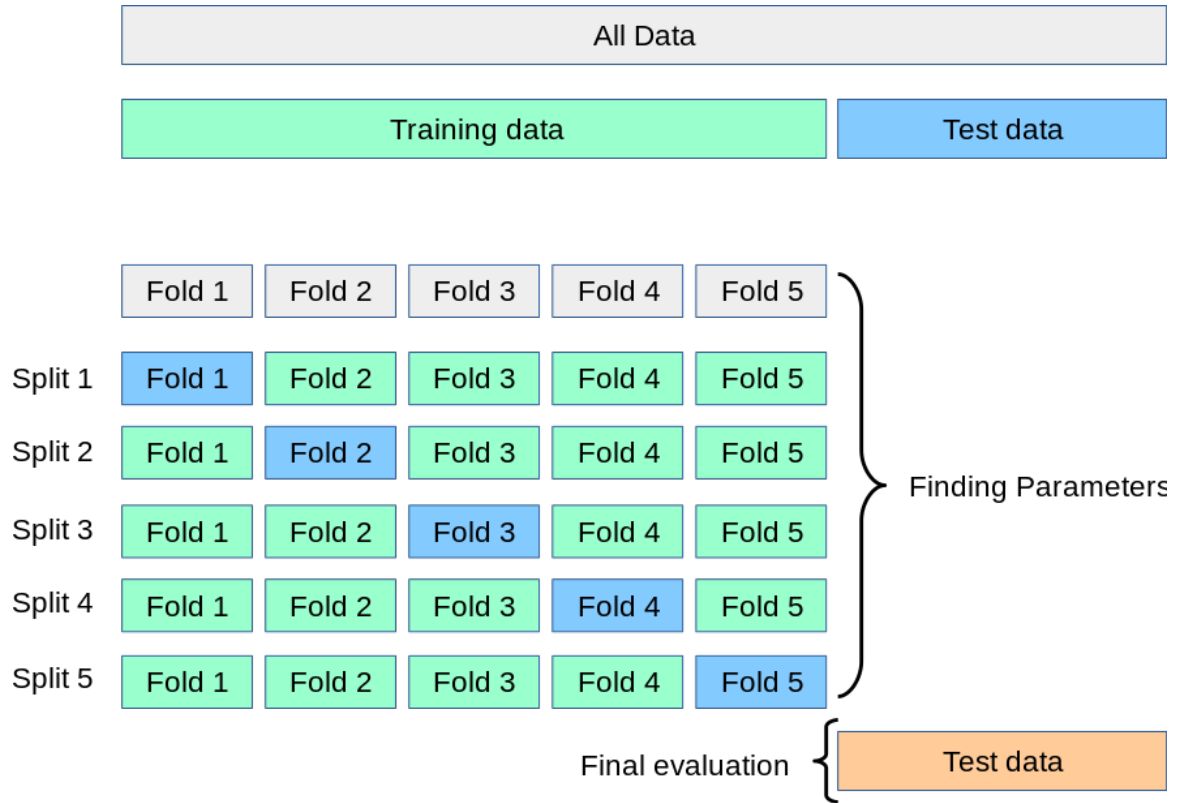 All Data
Training data Test data
Fold 1 Fold 2 Fold 3 Fold 4 Fold 5
Split 1 Fold 1 Fold 2 Fold 3 Fold 4 Fold 5
Split 2 Fold 1 Fold 2 Fold 3 Fold 4 Fold 5
Finding Parameters
Split 3 Fold 1 Fold 2 Fold 3 Fold 4 Fold 5
Split 4 Fold 1 Fold 2 Fold 3 Fold 4 Fold 5
Split 5 Fold 1 Fold 2 Fold 3 Fold 4 Fold 5
Final evaluation Test data